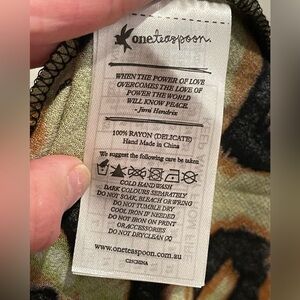 oneteaspoon
WHEN THE POWER OF LOVE
OVERCOMES THE LOVE OF
POWER THE WORLD
WILL KNOW PEACE.
- Jimi Hendrix
100% RAYON (DELICATE)
Hand Made in China
We suggest the following care be taken
COLD HAND WASH
DARK COLOURS SEPARATELY
DO NOT SOAK, BLEACH OR WRING
DO NOT TUMBLE DRY
COOL IRON IF NEEDED
DO NOT IRON ON PRINT
OR ACCESSORIES
DO NOT DRYCLEAN (X)
www.oneteaspoon.com.au